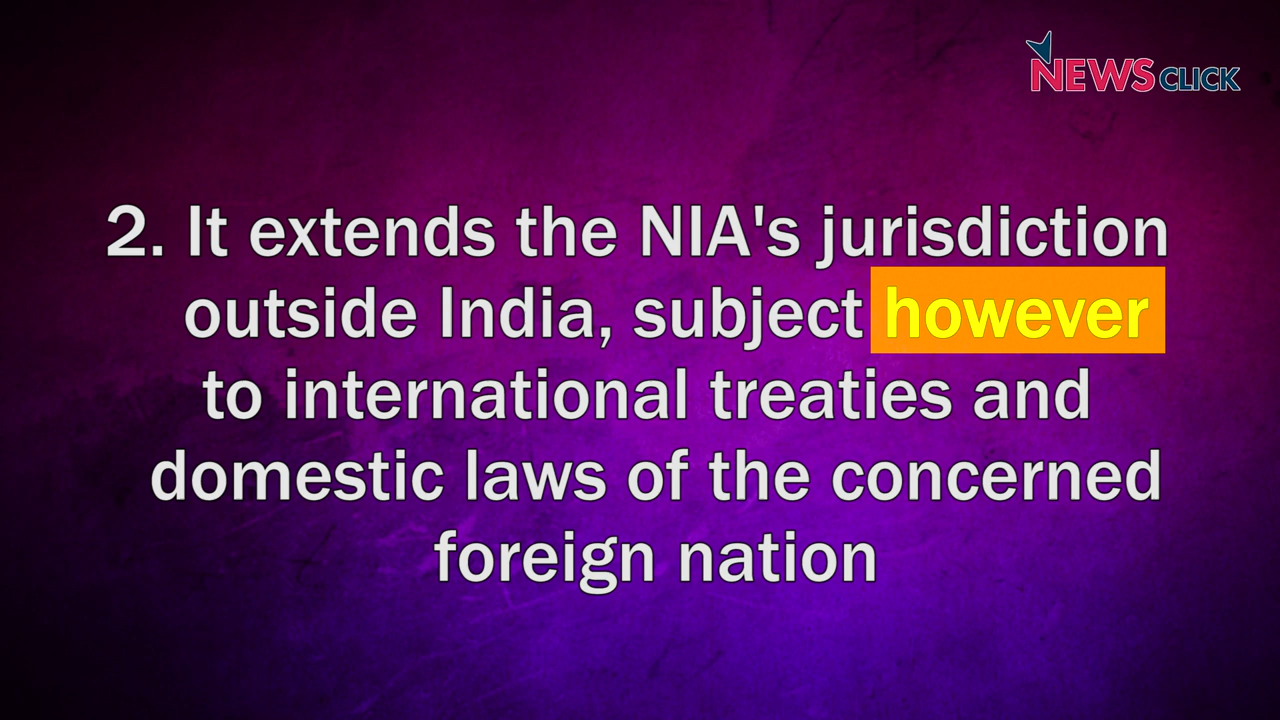 NEWSCLICK
2. It extends the NIA's jurisdiction
outside India, subject however
to international treaties and
domestic laws of the concerned
foreign nation